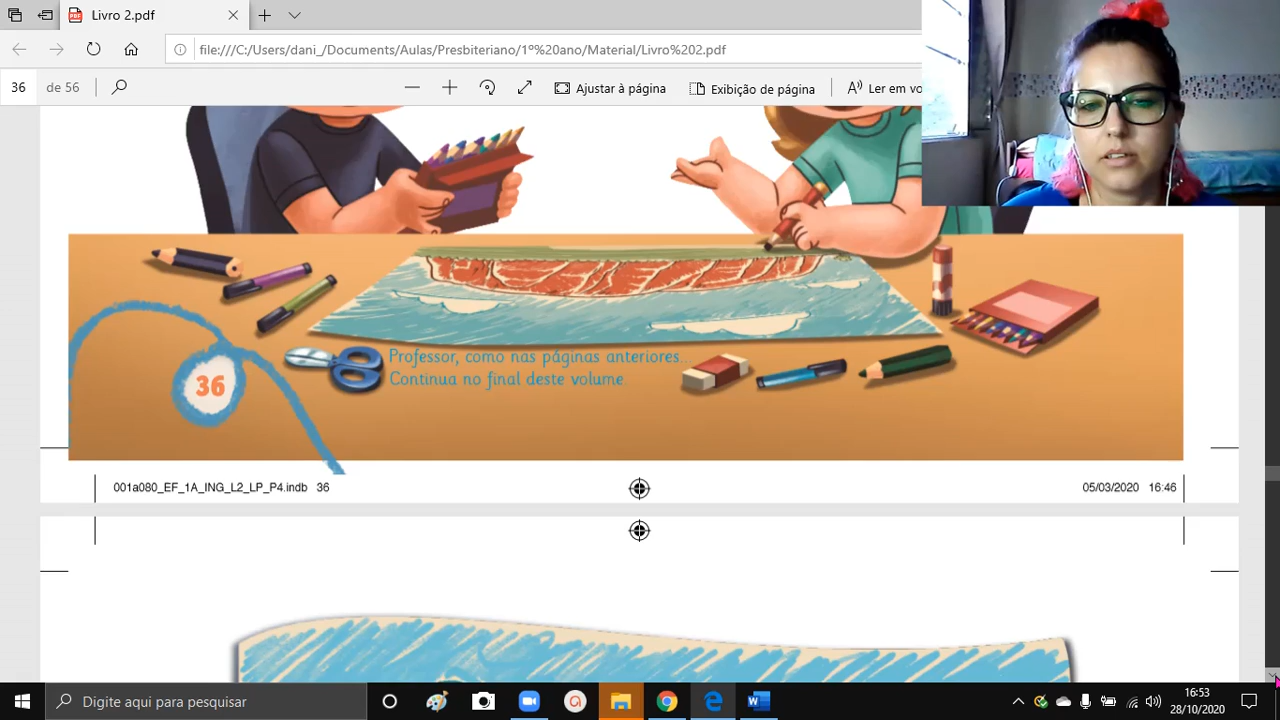 Livro 2.pdf
file:///C:/Users/dani_/Documents/Aulas/Presbiteriano/1º%20ano/Material/Livro%202.pdf
36 de 56
Ajustar à página
Exibição de página
Ler em vo
Professor, como nas páginas anteriores...
Continua no final deste volume.
36
001a080_EF_1A_ING_L2_LP_P4.indb 36
05/03/2020 16:46
Digite aqui para pesquisar
16:53
28/10/2020